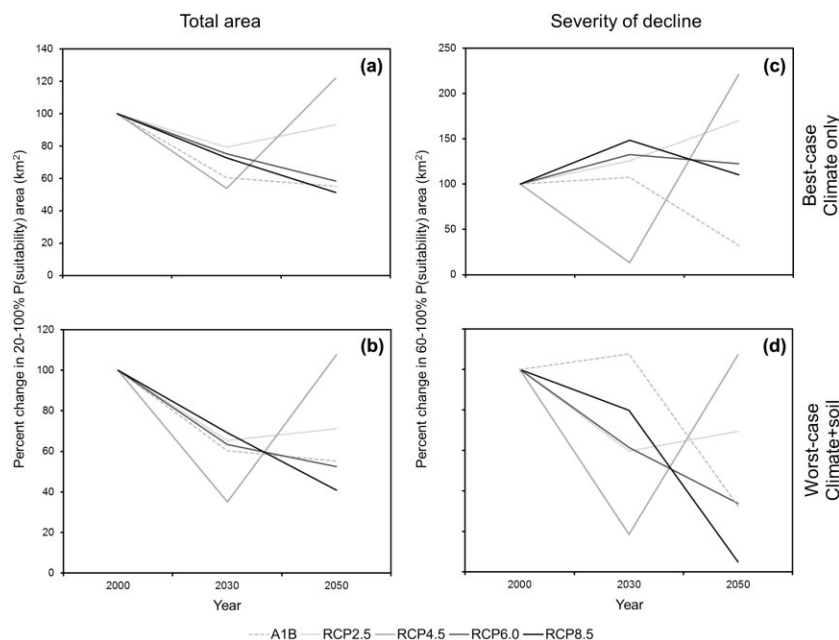 Total area
Severity of decline
Percent change in 20-100% P(suitability) area (km²)
140
120
100
80
60
40
20
0
(a)
Percent change in 60-100% P(suitability) area (km²)
250
200
150
100
50
0
(c)
Best-case
Climate only
120
100
80
60
40
20
0
(b)
2000 2030 2050
Year
(d)
2000 2030 2050
Year
Worst-case
Climate+soil
A1B RCP2.5 RCP4.5 RCP6.0 RCP8.5